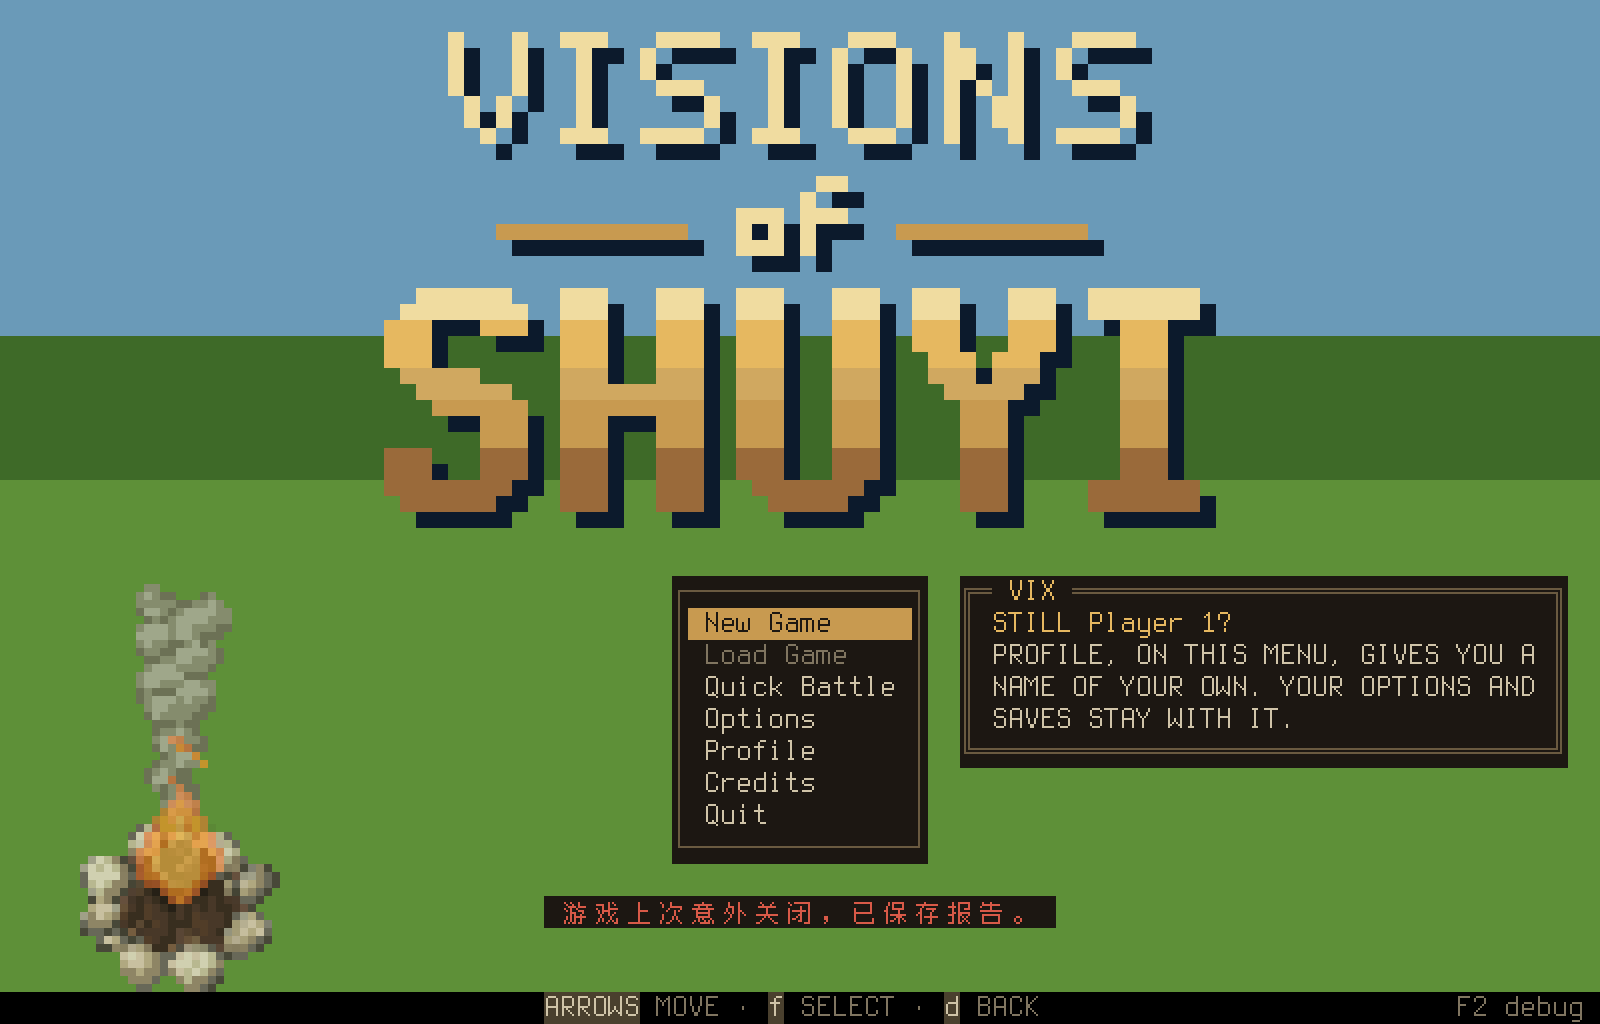 VISIONS
of
SHUYI
New Game
Load Game
Quick Battle
Options
Profile
Credits
Quit
VIX
STILL Player 1?
PROFILE, ON THIS MENU, GIVES YOU A
NAME OF YOUR OWN. YOUR OPTIONS AND
SAVES STAY WITH IT.
游戏上次意外关闭，已保存报告。
ARROWS MOVE · f SELECT · d BACK
F2 debug